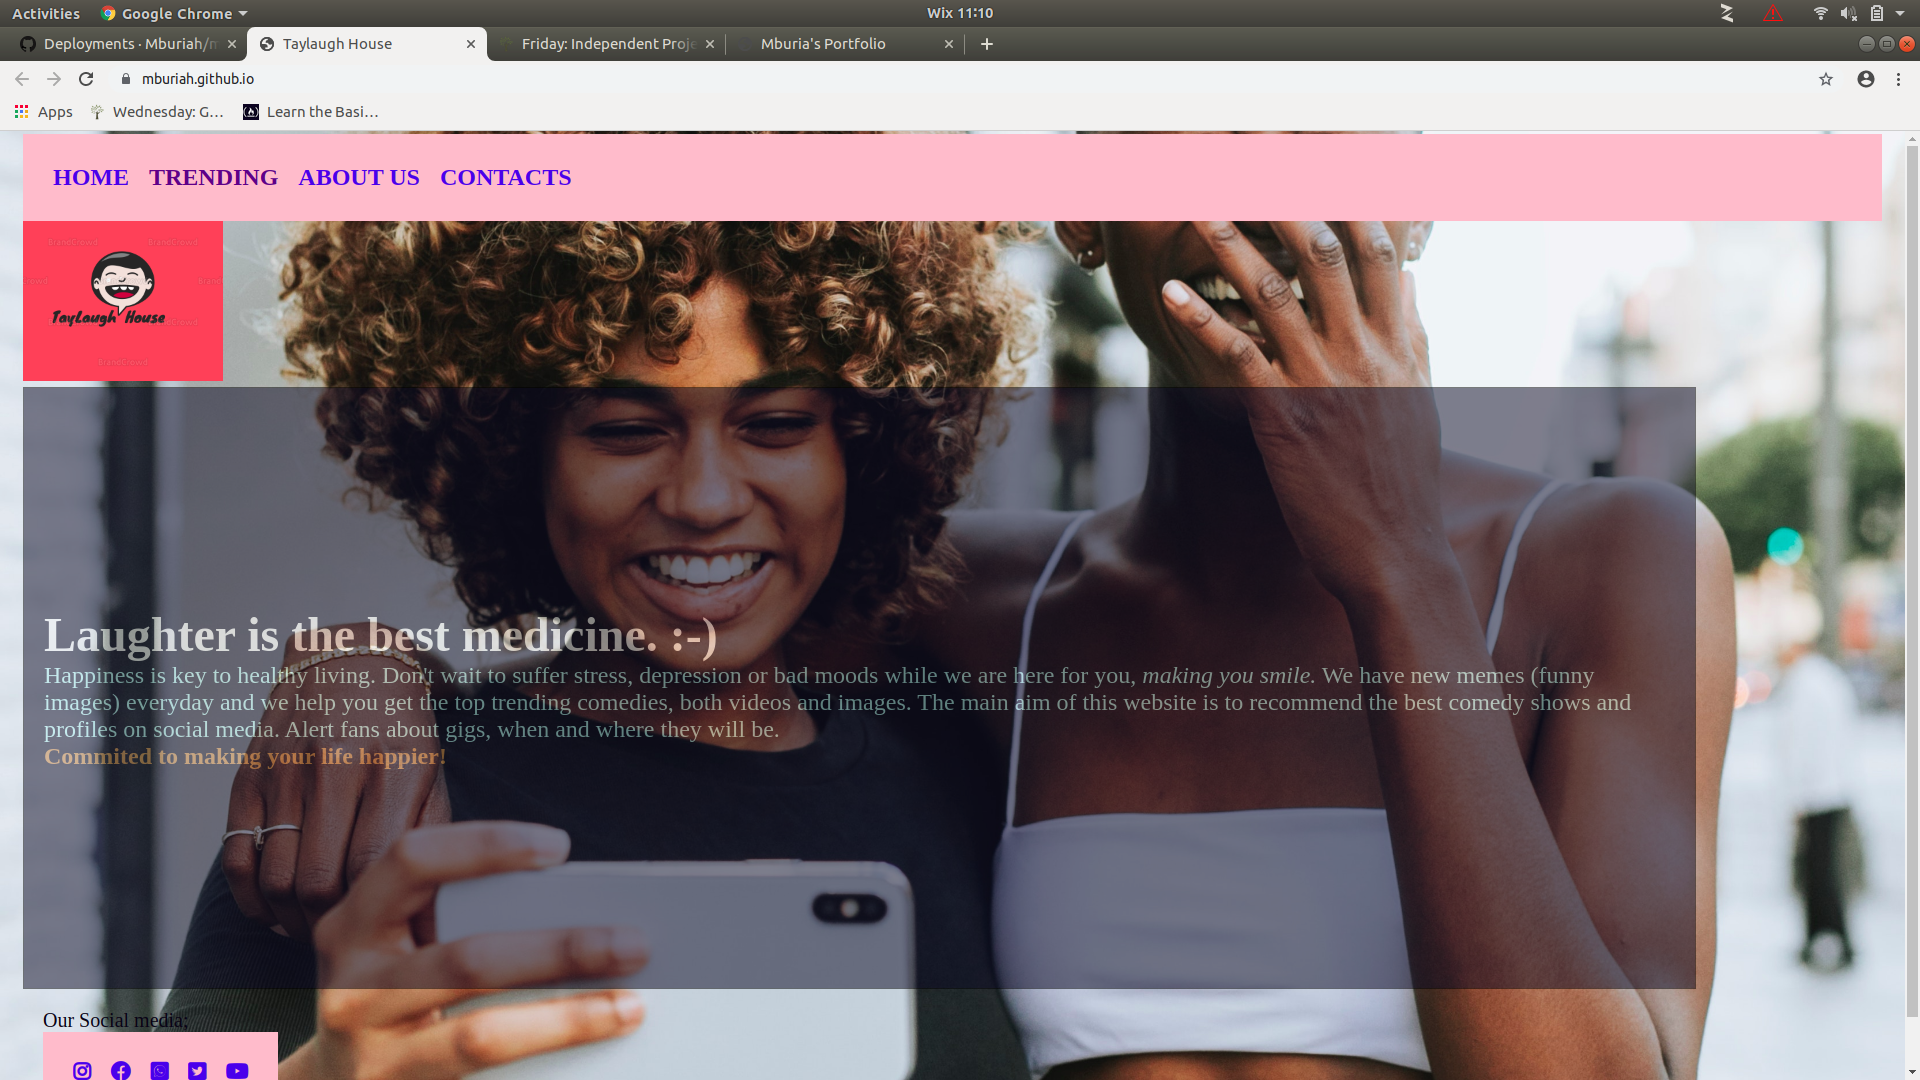 Activities Google Chrome Wix 11:10
Deployments · Mburiah/m Taylaugh House Friday: Independent Proje Mburia's Portfolio
mburiah.github.io
Apps Wednesday: G... Learn the Basi...
HOME TRENDING ABOUT US CONTACTS
BrandCrowd BrandCrowd
TayLaugh House
BrandCrowd
Laughter is the best medicine. :-)
Happiness is key to healthy living. Don't wait to suffer stress, depression or bad moods while we are here for you, making you smile. We have new memes (funny
images) everyday and we help you get the top trending comedies, both videos and images. The main aim of this website is to recommend the best comedy shows and
profiles on social media. Alert fans about gigs, when and where they will be.
Commited to making your life happier!
Our Social media;